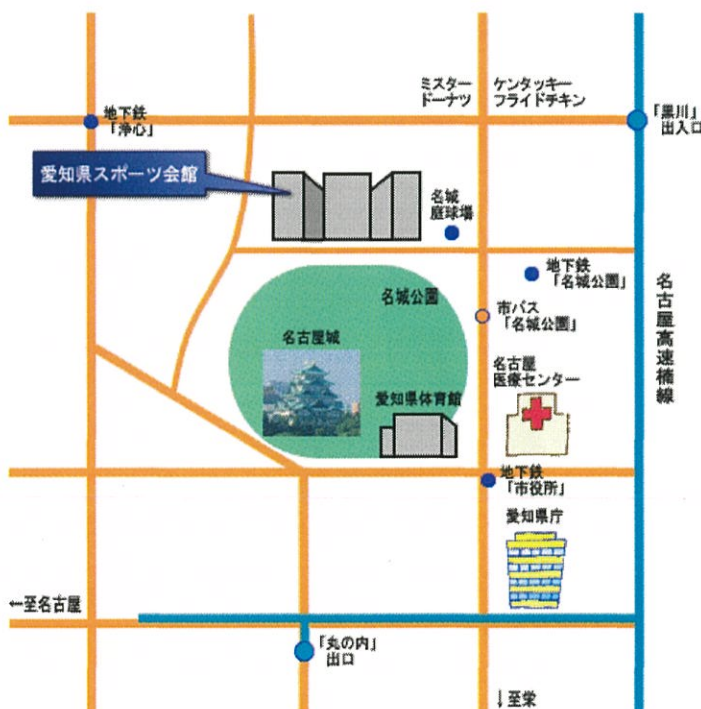 ミスター
ドーナツ
ケンタッキー
フライドチキン
地下鉄
「浄心」
「黒川」
出入口
愛知県スポーツ会館
名城
庭球場
地下鉄
「名城公園」
名城公園
市バス
「名城公園」
名古屋高速楠線
名古屋城
名古屋
医療センター
愛知県体育館
地下鉄
「市役所」
愛知県庁
←至名古屋
「丸の内」
出口
↓至栄